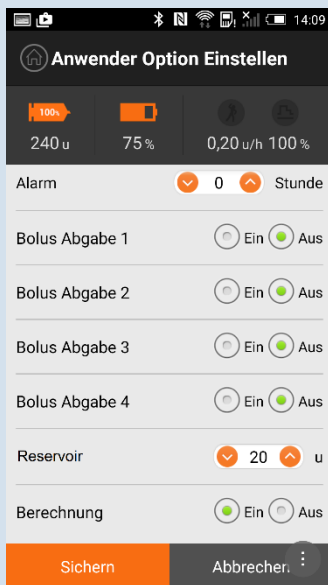 14:09
Anwender Option Einstellen
100%
240 u 75 % 0,20 u/h 100 %
Alarm 0 Stunde
Bolus Abgabe 1 Ein Aus
Bolus Abgabe 2 Ein Aus
Bolus Abgabe 3 Ein Aus
Bolus Abgabe 4 Ein Aus
Reservoir 20 u
Berechnung Ein Aus
Sichern Abbrechen